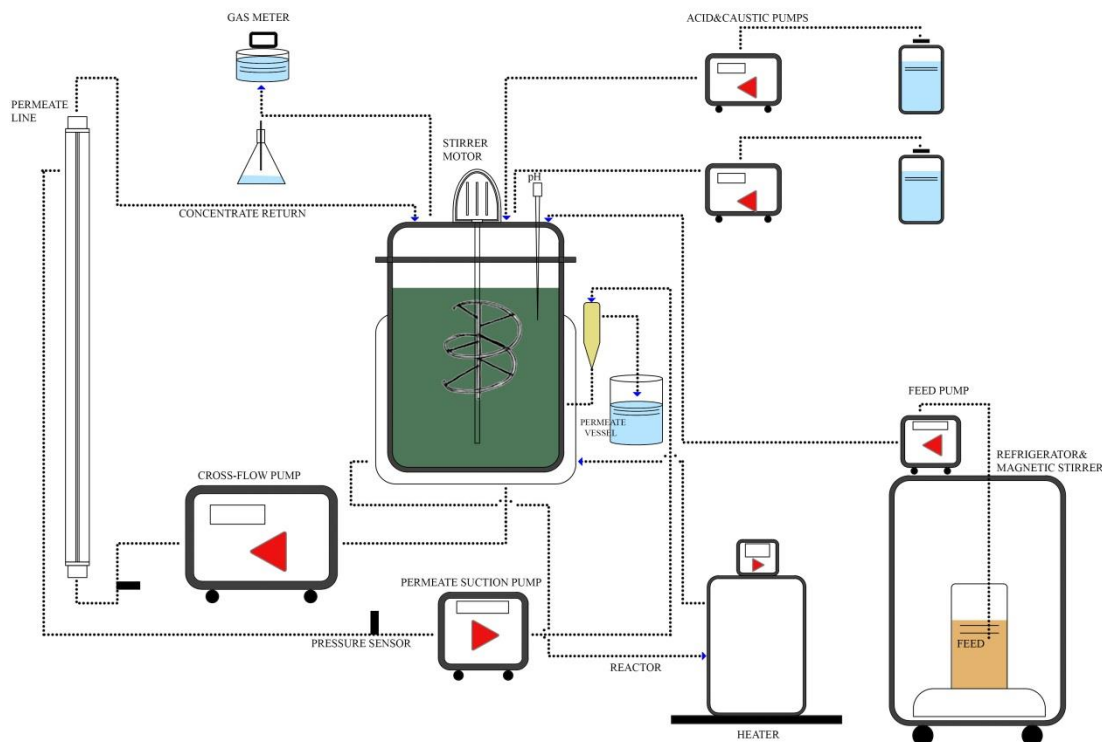 GAS METER
ACID&CAUSTIC PUMPS
PERMEATE
LINE
STIRRER
MOTOR
pH
CONCENTRATE RETURN
FEED PUMP
PERMEATE
VESSEL
REFRIGERATOR&
MAGNETIC STIRRER
CROSS-FLOW PUMP
PERMEATE SUCTION PUMP
PRESSURE SENSOR
FEED
REACTOR
HEATER